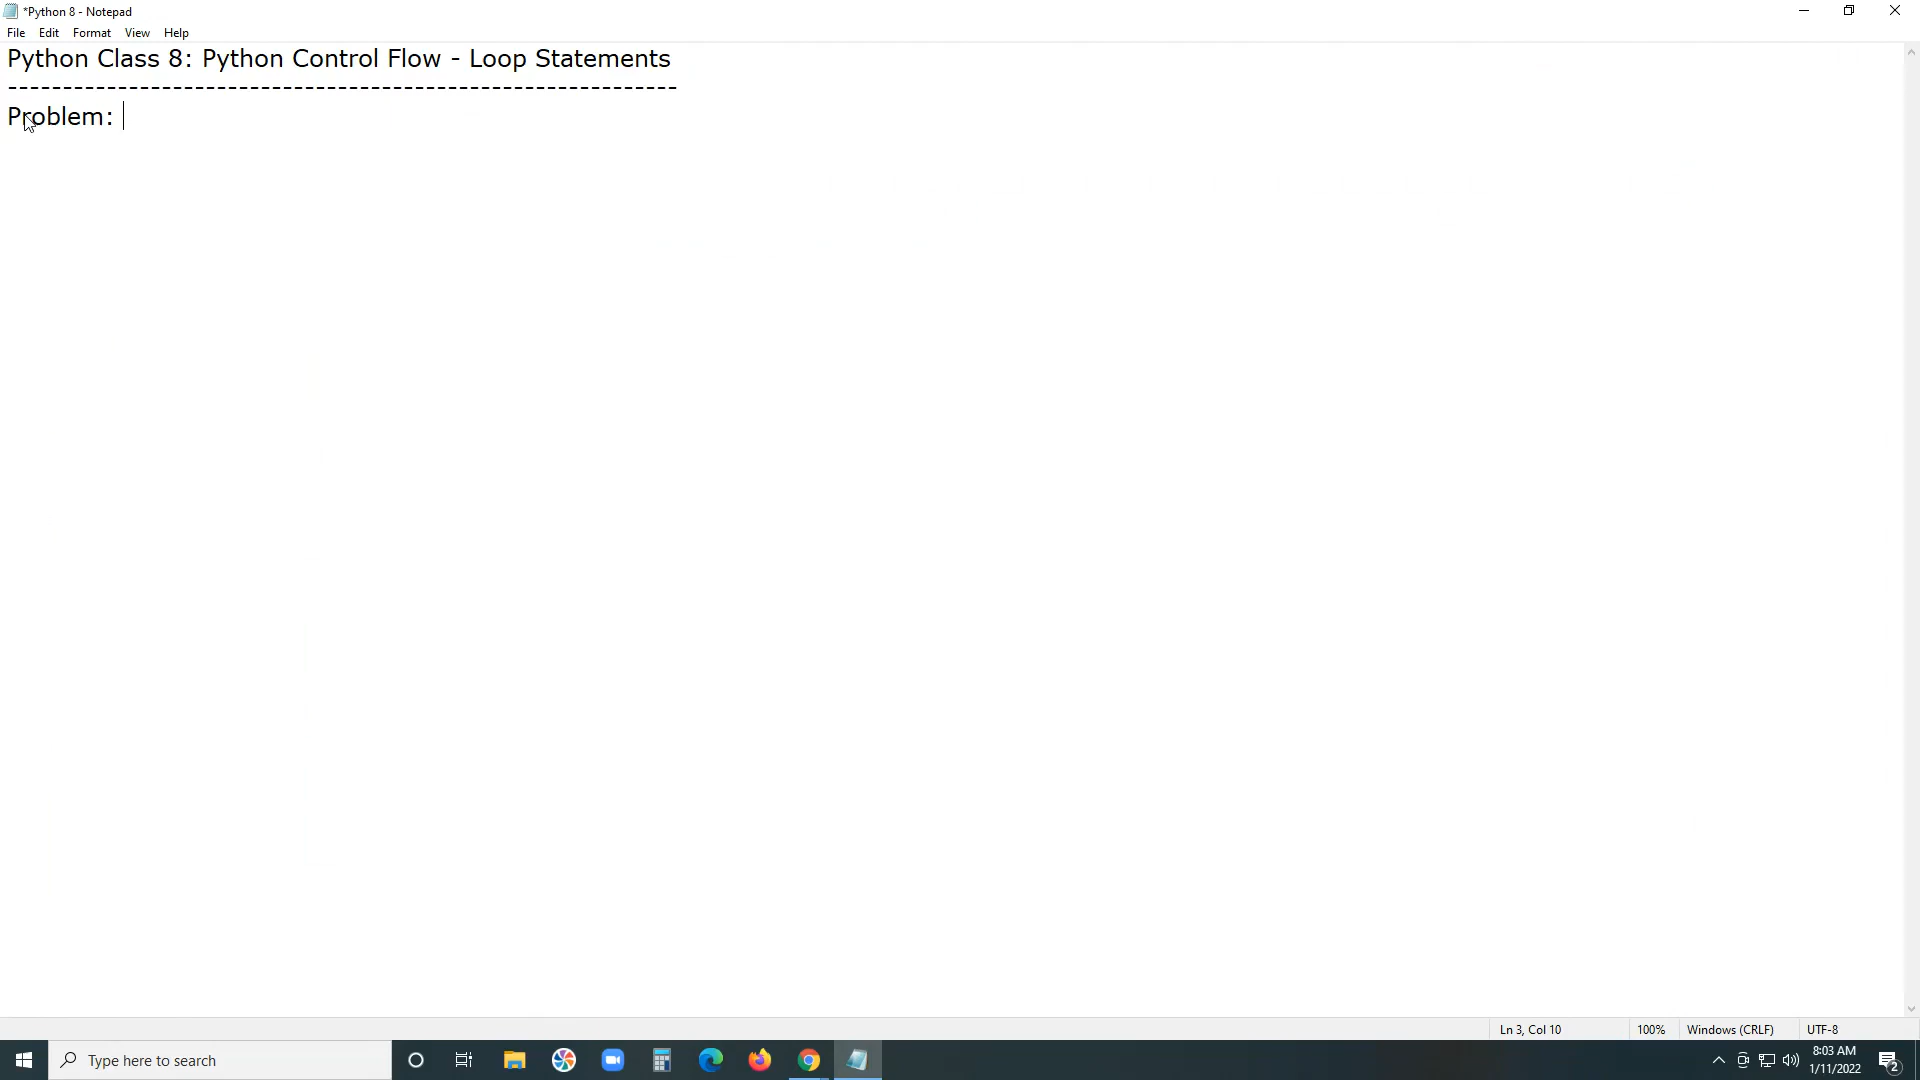 *Python 8 - Notepad
File Edit Format View Help
Python Class 8: Python Control Flow - Loop Statements
-------------------------------------------------------------
Problem:
Ln 3, Col 10 100% Windows (CRLF) UTF-8
Type here to search
8:03 AM
1/11/2022
2